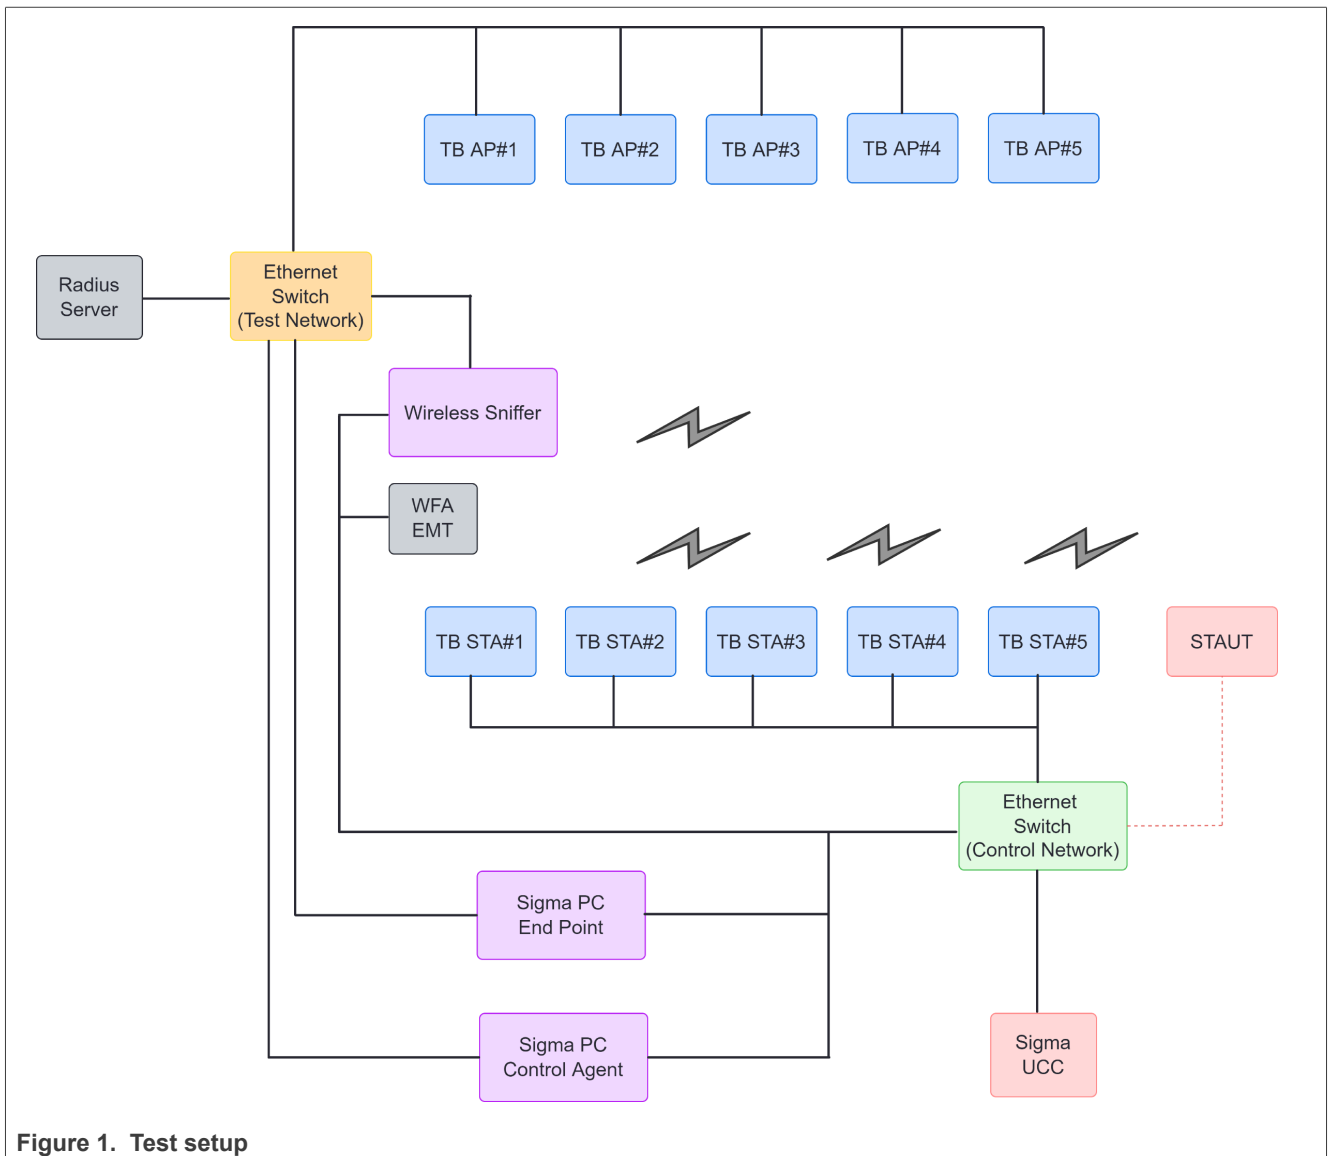 TB AP#1
TB AP#2
TB AP#3
TB AP#4
TB AP#5
Radius
Server
Ethernet
Switch
(Test Network)
Wireless Sniffer
WFA
EMT
TB STA#1
TB STA#2
TB STA#3
TB STA#4
TB STA#5
STAUT
Ethernet
Switch
(Control Network)
Sigma PC
End Point
Sigma PC
Control Agent
Sigma
UCC
Figure 1. Test setup